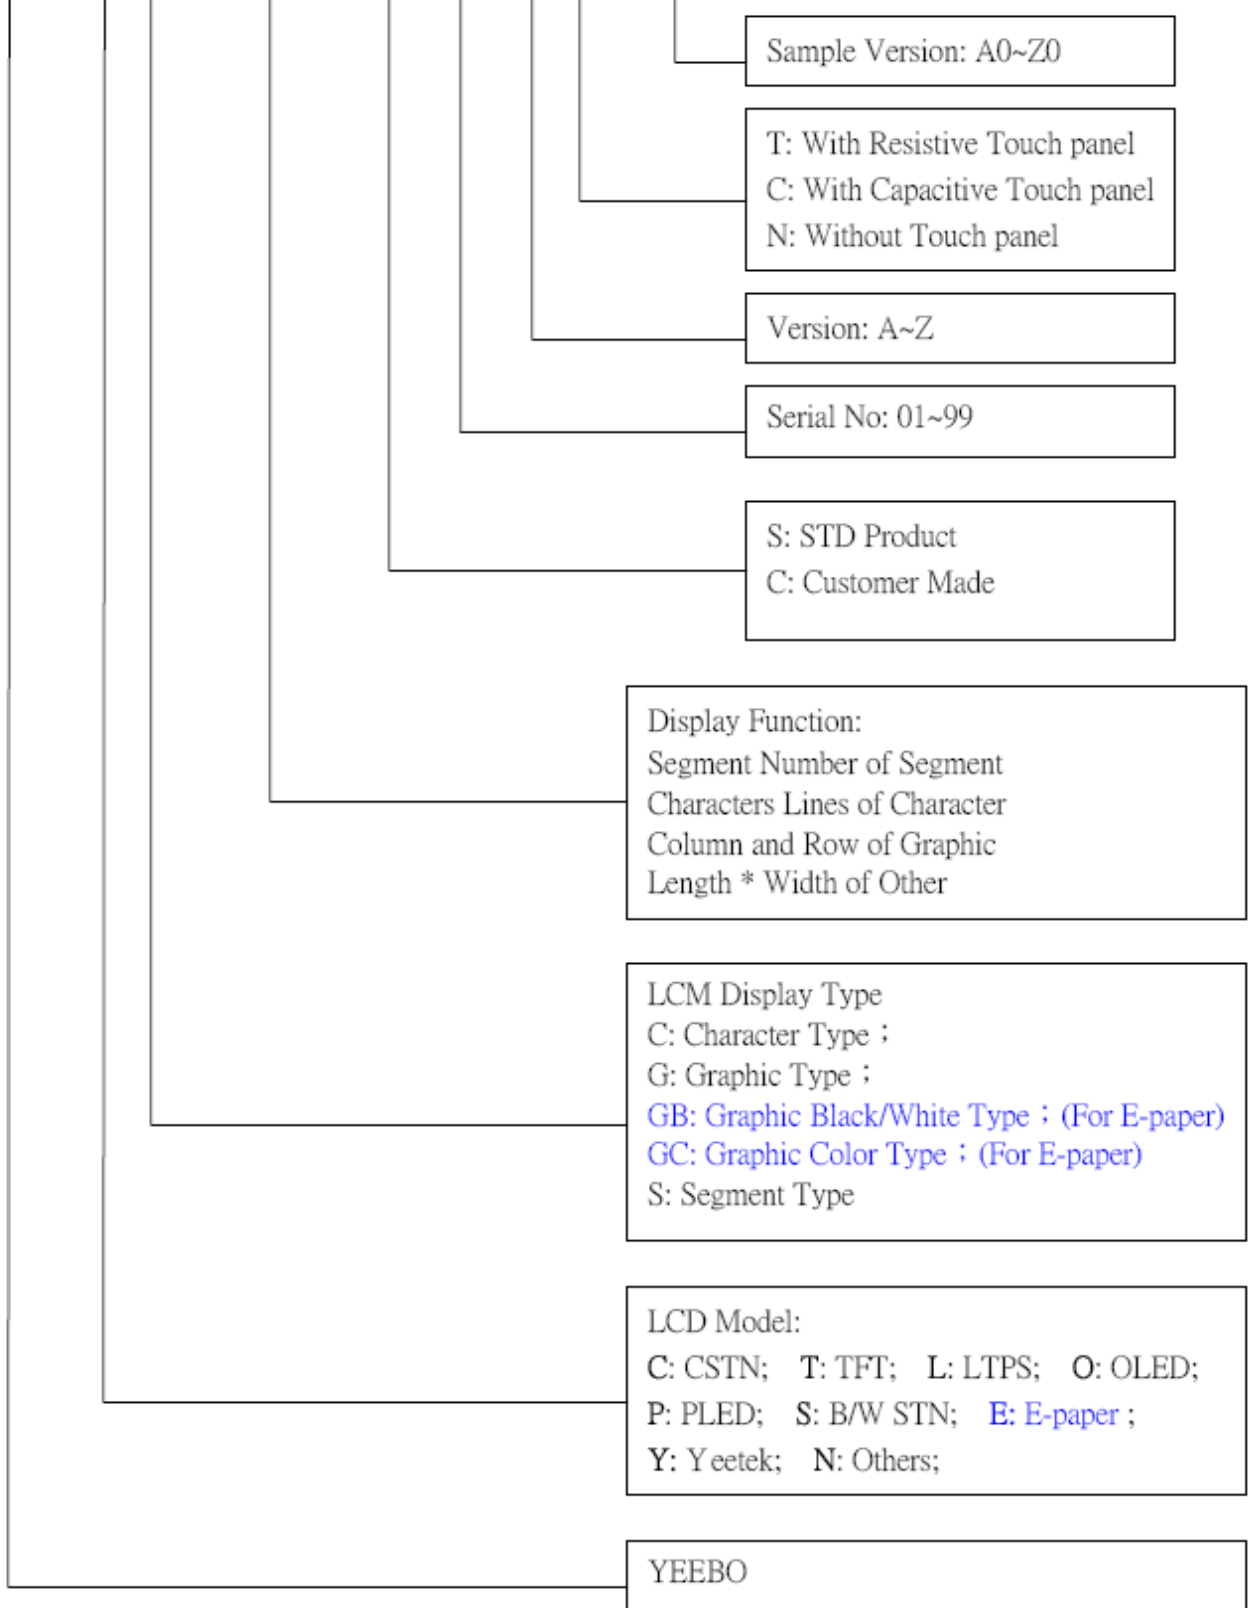 Sample Version: A0~Z0
T: With Resistive Touch panel
C: With Capacitive Touch panel
N: Without Touch panel
Version: A~Z
Serial No: 01~99
S: STD Product
C: Customer Made
Display Function:
Segment Number of Segment
Characters Lines of Character
Column and Row of Graphic
Length * Width of Other
LCM Display Type
C: Character Type；
G: Graphic Type；
GB: Graphic Black/White Type；(For E-paper)
GC: Graphic Color Type；(For E-paper)
S: Segment Type
LCD Model:
C: CSTN; T: TFT; L: LTPS; O: OLED;
P: PLED; S: B/W STN; E: E-paper ;
Y: Yeetek; N: Others;
YEEBO